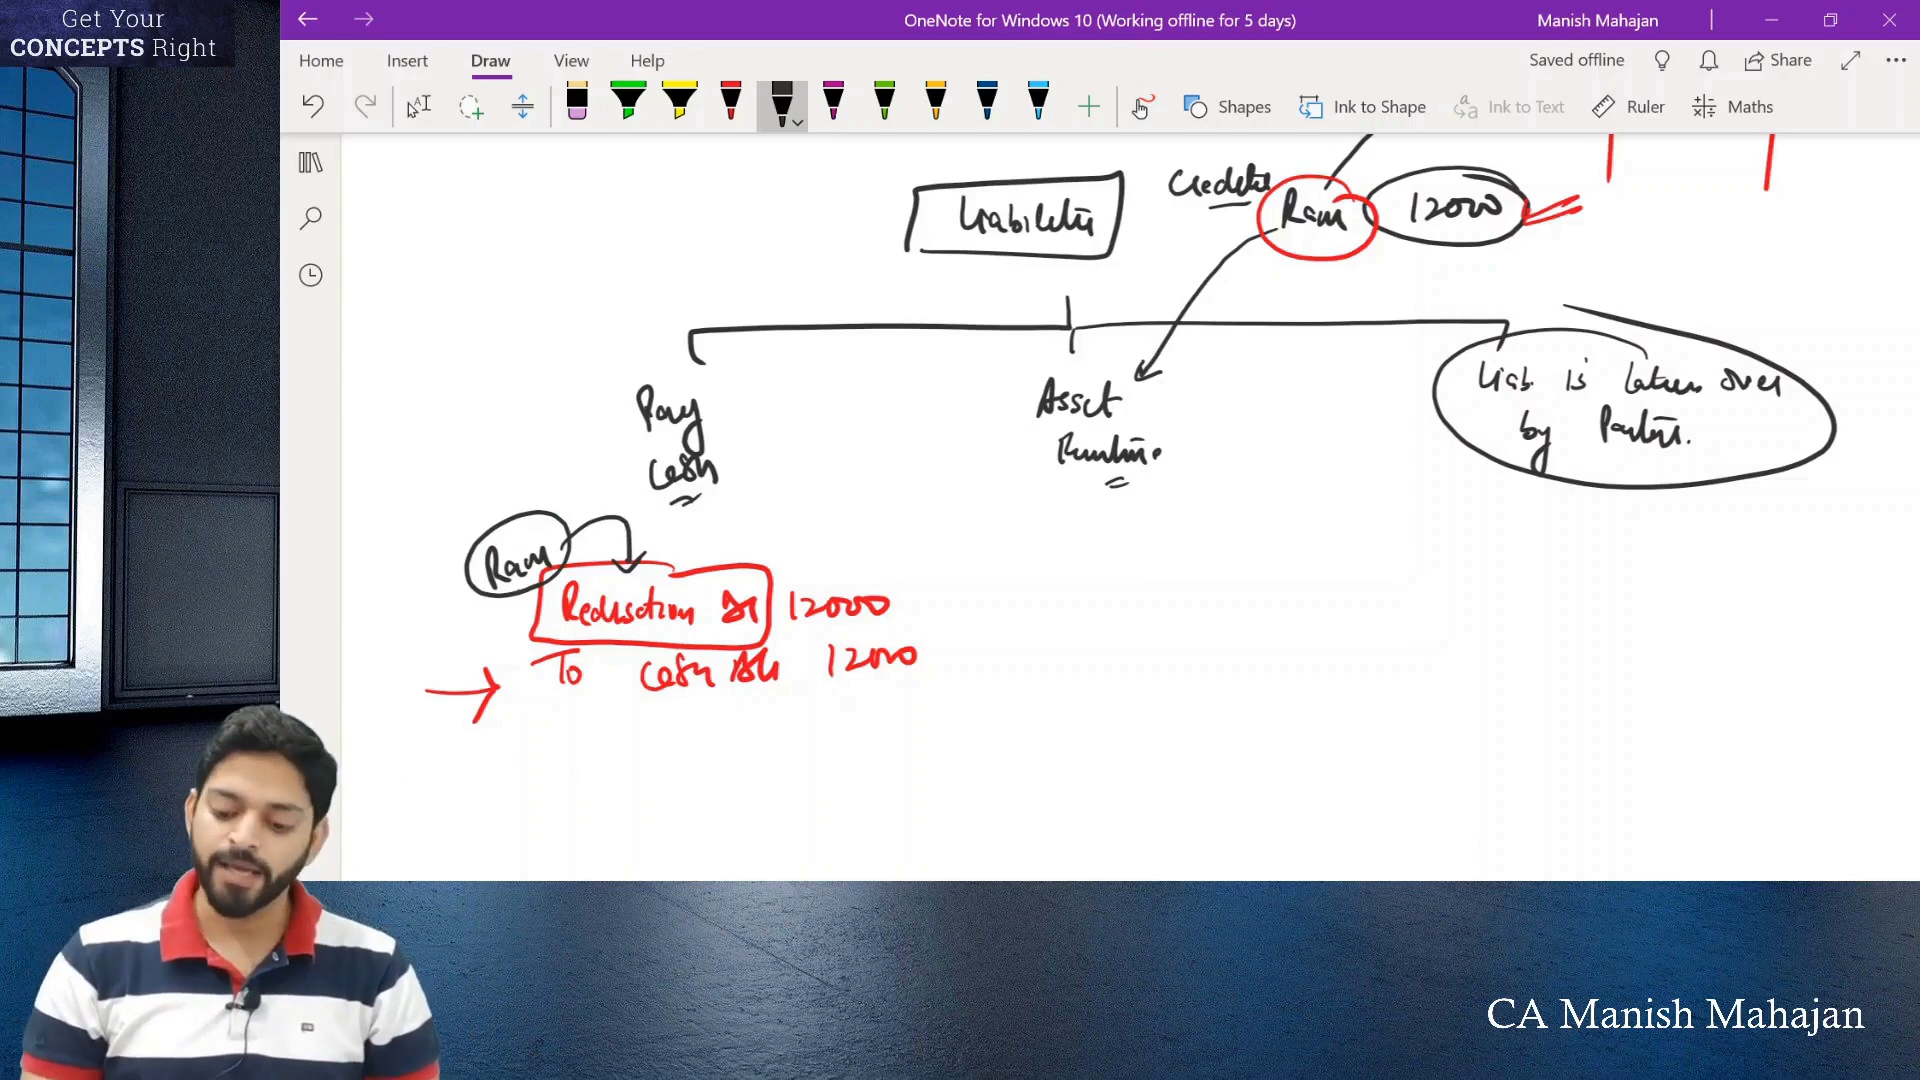 Get Your
CONCEPTS Right
OneNote for Windows 10 (Working offline for 5 days)
Manish Mahajan
Home Insert Draw View Help
Saved offline
Share
Shapes
Ink to Shape
Ink to Text
Ruler
Maths
Liabilities
Creditor
Ram
12000
Pay
Cash
Asset
Liab. is taken over
by Partner.
Ram
Realisation A/c 12000
To Cash A/c 12000
CA Manish Mahajan